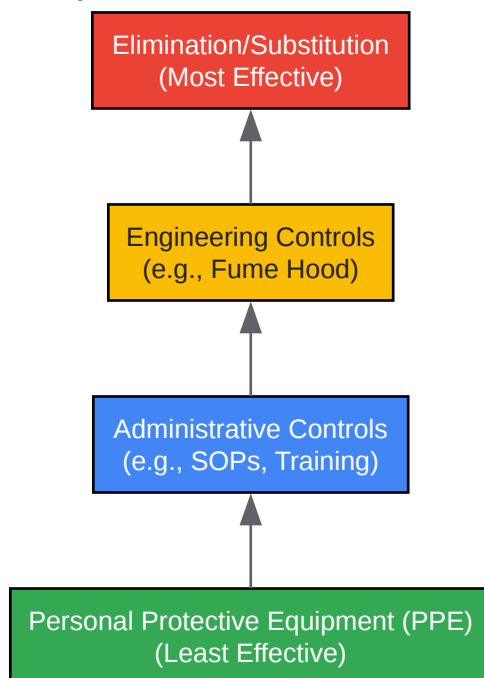 Elimination/Substitution
(Most Effective)
Engineering Controls
(e.g., Fume Hood)
Administrative Controls
(e.g., SOPs, Training)
Personal Protective Equipment (PPE)
(Least Effective)